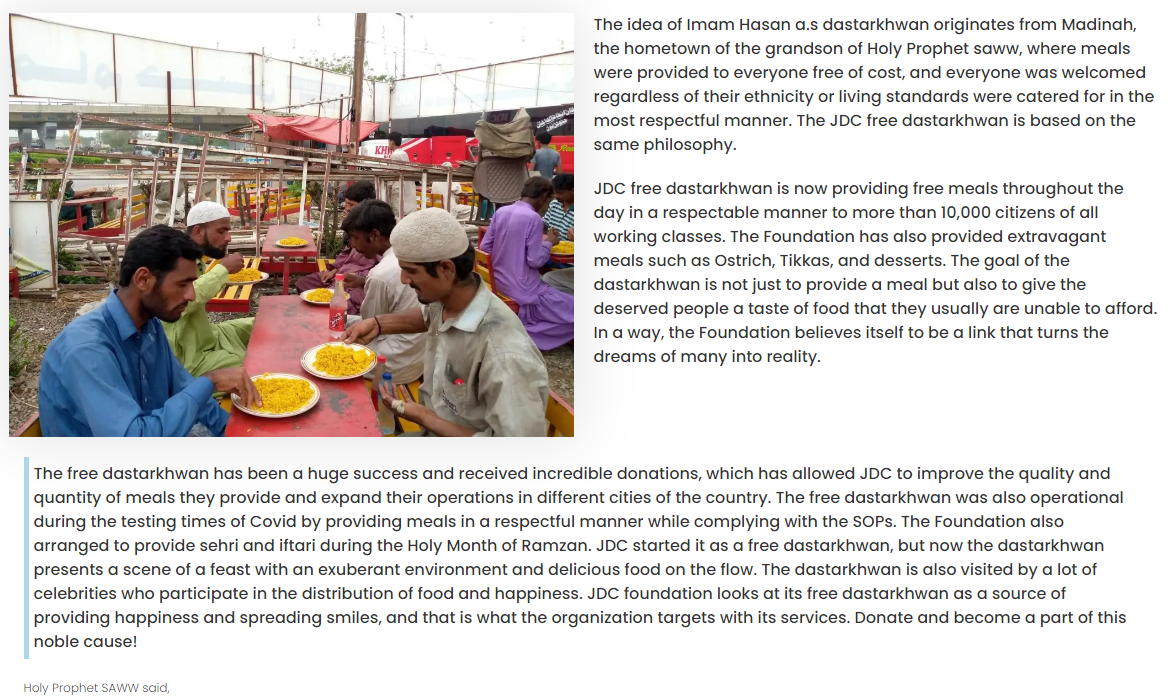 The idea of Imam Hasan a.s dastarkhwan originates from Madinah,
the hometown of the grandson of Holy Prophet saww, where meals
were provided to everyone free of cost, and everyone was welcomed
regardless of their ethnicity or living standards were catered for in the
most respectful manner. The JDC free dastarkhwan is based on the
same philosophy.
JDC free dastarkhwan is now providing free meals throughout the
day in a respectable manner to more than 10,000 citizens of all
working classes. The Foundation has also provided extravagant
meals such as Ostrich, Tikkas, and desserts. The goal of the
dastarkhwan is not just to provide a meal but also to give the
deserved people a taste of food that they usually are unable to afford.
In a way, the Foundation believes itself to be a link that turns the
dreams of many into reality.
The free dastarkhwan has been a huge success and received incredible donations, which has allowed JDC to improve the quality and
quantity of meals they provide and expand their operations in different cities of the country. The free dastarkhwan was also operational
during the testing times of Covid by providing meals in a respectful manner while complying with the SOPs. The Foundation also
arranged to provide sehri and iftari during the Holy Month of Ramzan. JDC started it as a free dastarkhwan, but now the dastarkhwan
presents a scene of a feast with an exuberant environment and delicious food on the flow. The dastarkhwan is also visited by a lot of
celebrities who participate in the distribution of food and happiness. JDC foundation looks at its free dastarkhwan as a source of
providing happiness and spreading smiles, and that is what the organization targets with its services. Donate and become a part of this
noble cause!
Holy Prophet SAWW said,